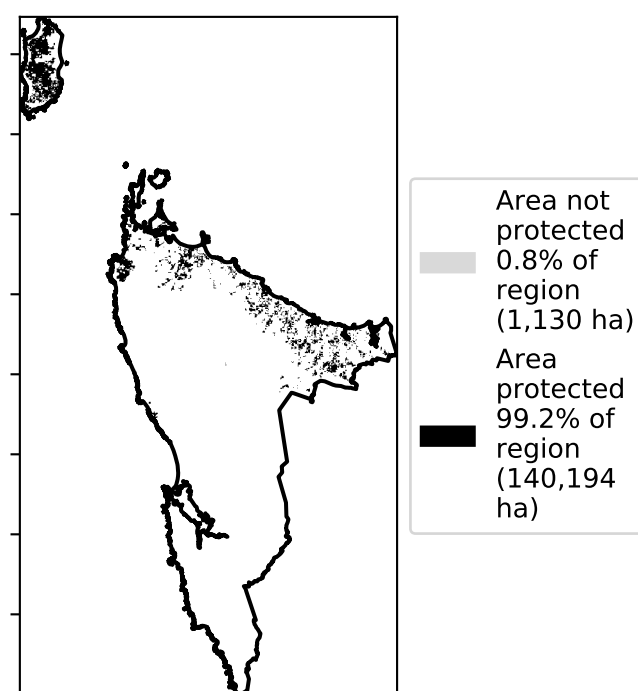 Area not
protected
0.8% of
region
(1,130 ha)
Area
protected
99.2% of
region
(140,194
ha)